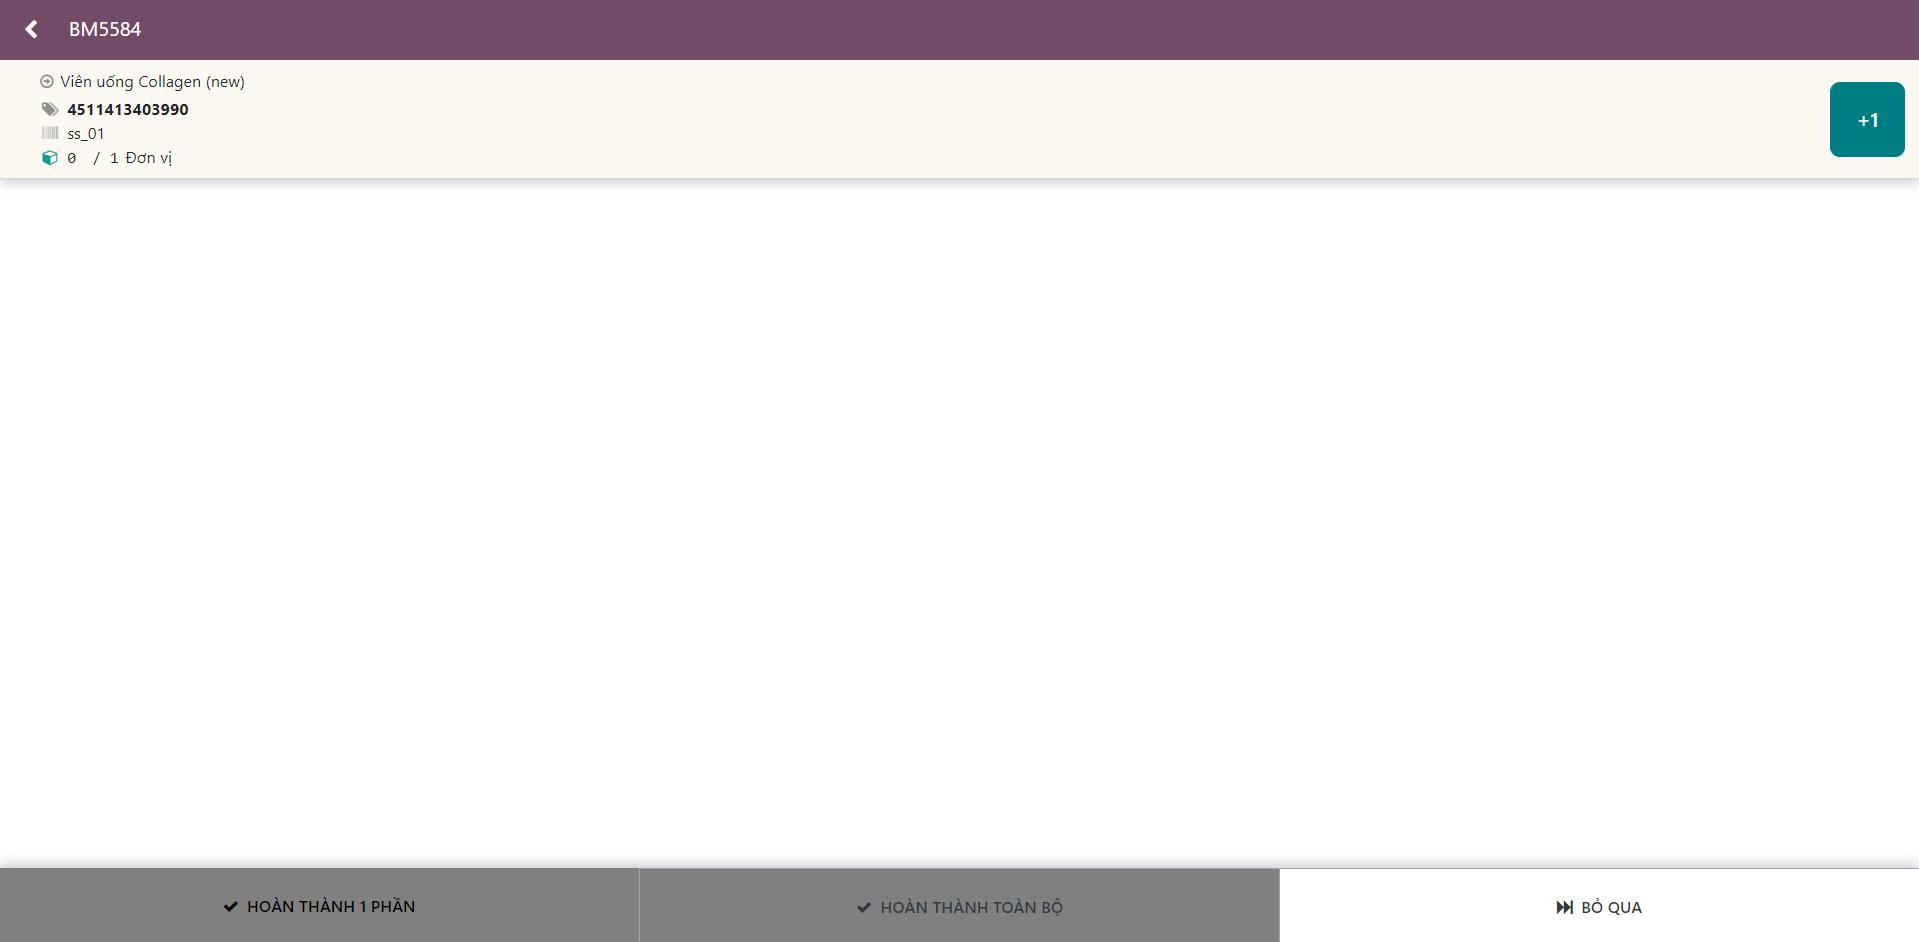 BM5584
Viên uống Collagen (new)
4511413403990
ss_01
0 / 1 Đơn vị
+1
HOÀN THÀNH 1 PHẦN
HOÀN THÀNH TOÀN BỘ
BỎ QUA